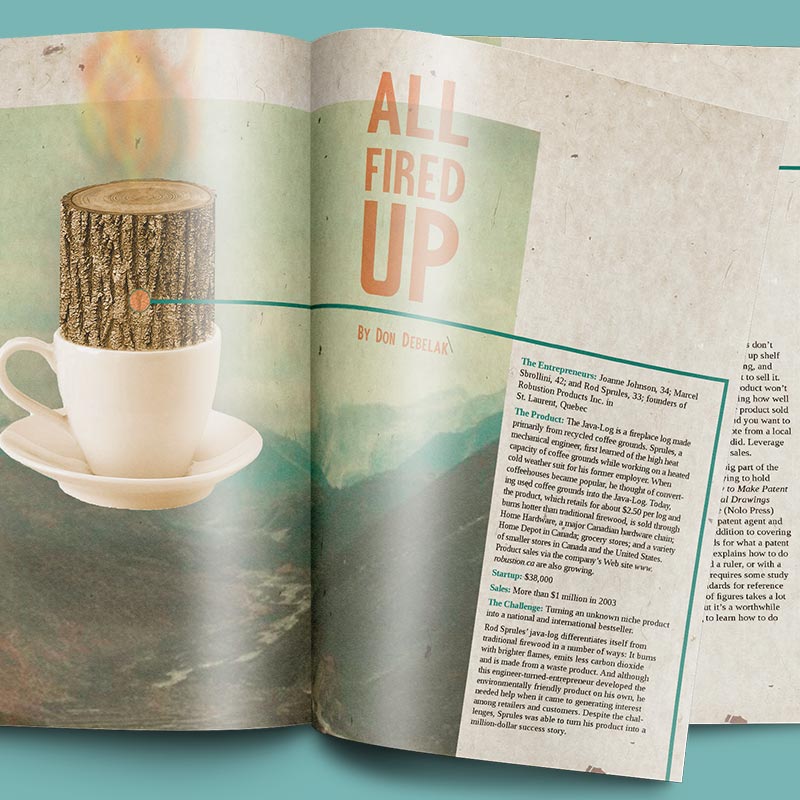 ALL
FIRED
UP
BY DON DEBELAK
The Entrepreneurs: Joanne Johnson, 34; Marcel
Sbrollini, 42; and Rod Sprules, 33; founders of
Robustion Products Inc. in
St. Laurent, Quebec
The Product: The Java-Log is a fireplace log made
primarily from recycled coffee grounds. Sprules, a
mechanical engineer, first learned of the high heat
capacity of coffee grounds while working on a heated
cold weather suit for his former employer. When
coffeehouses became popular, he thought of convert-
ing used coffee grounds into the Java-Log. Today,
the product, which retails for about $2.50 per log and
burns hotter than traditional firewood, is sold through
Home Hardware, a major Canadian hardware chain;
Home Depot in Canada; grocery stores; and a variety
of smaller stores in Canada and the United States.
Product sales via the company's Web site www.
robustion.ca are also growing.
Startup: $38,000
Sales: More than $1 million in 2003
The Challenge: Turning an unknown niche product
into a national and international bestseller.
Rod Sprules' java-log differentiates itself from
traditional firewood in a number of ways: It burns
with brighter flames, emits less carbon dioxide
and is made from a waste product. And although
this engineer-turned-entrepreneur developed the
environmentally friendly product on his own, he
needed help when it came to generating interest
among retailers and customers. Despite the chal-
lenges, Sprules was able to turn his product into a
million-dollar success story.
don't
up shelf
and
to sell it.
won't
how well
product sold
you want to
from a local
did. Leverage
sales.
big part of the
to hold
to Make Patent
Drawings
(Nolo Press)
patent agent and
addition to covering
for what a patent
explains how to do
a ruler, or with a
requires some study
for reference
of figures takes a lot
it's a worthwhile
to learn how to do